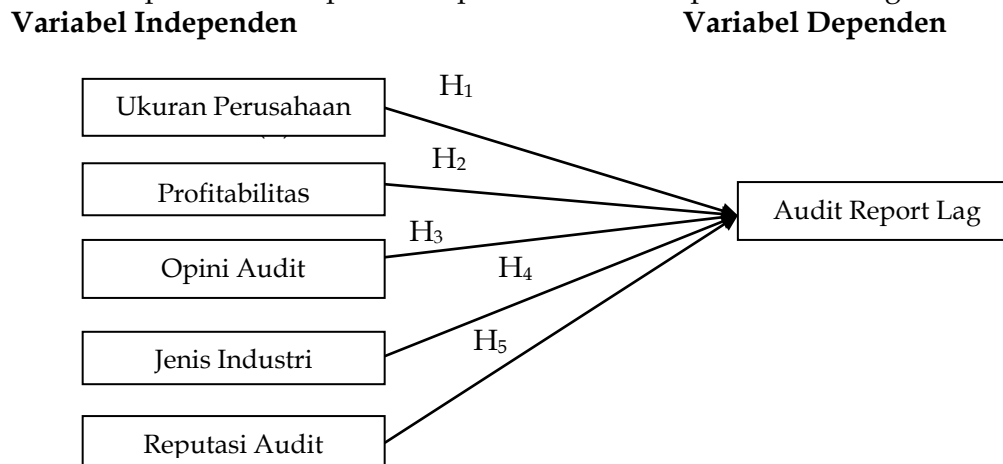 Variabel Independen Variabel Dependen
H1
Ukuran Perusahaan
H2
Profitabilitas
Audit Report Lag
H3
Opini Audit
H4
H5
Jenis Industri
Reputasi Audit